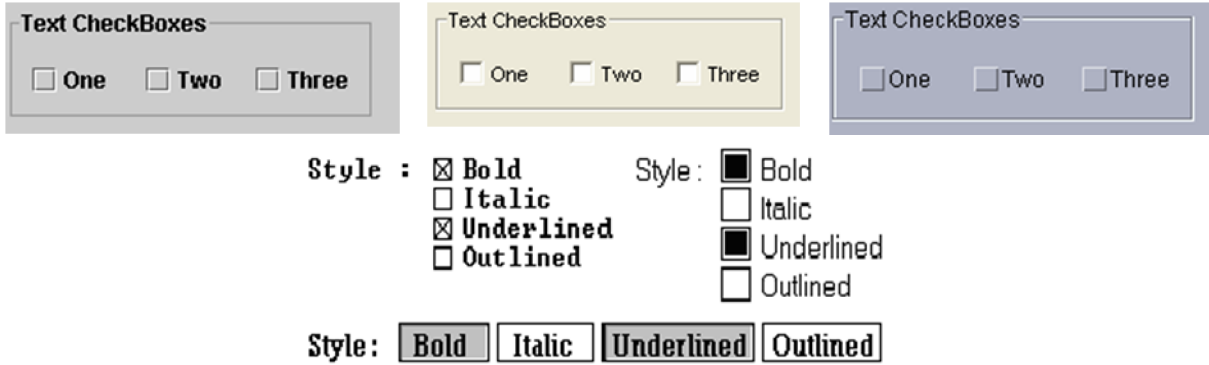 Text CheckBoxes
One Two Three
Text CheckBoxes
One Two Three
Text CheckBoxes
One Two Three
Style : Bold
Italic
Underlined
Outlined
Style : Bold
Italic
Underlined
Outlined
Style: Bold Italic Underlined Outlined